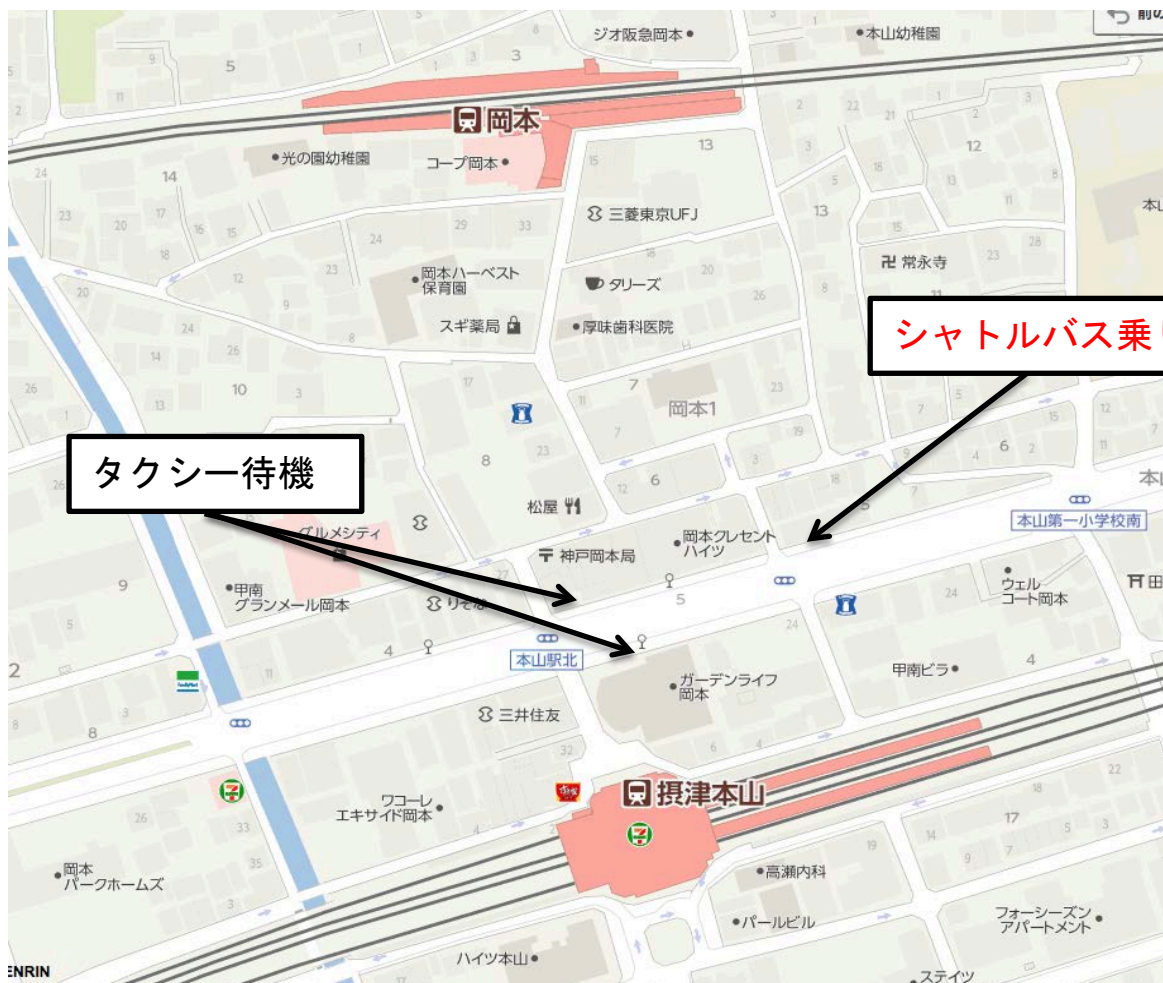 前の
ジオ阪急岡本
本山幼稚園
岡本
光の園幼稚園
コープ岡本
三菱東京UFJ
岡本ハーベスト
保育園
タリーズ
常永寺
スギ薬局
厚味歯科医院
シャトルバス乗り
岡本1
タクシー待機
松屋
グルメシティ
神戸岡本局
岡本クレセント
ハイツ
本山第一小学校南
甲南
グランメール岡本
りそな
ウェル
コート岡本
本山駅北
ガーデンライフ
岡本
甲南ビラ
FamilyMart
三井住友
すき家
摂津本山
ワコーレ
エキサイド岡本
岡本
パークホームズ
高瀬内科
パールビル
フォーシーズン
アパートメント
ハイツ本山
ステイツ
ENRIN